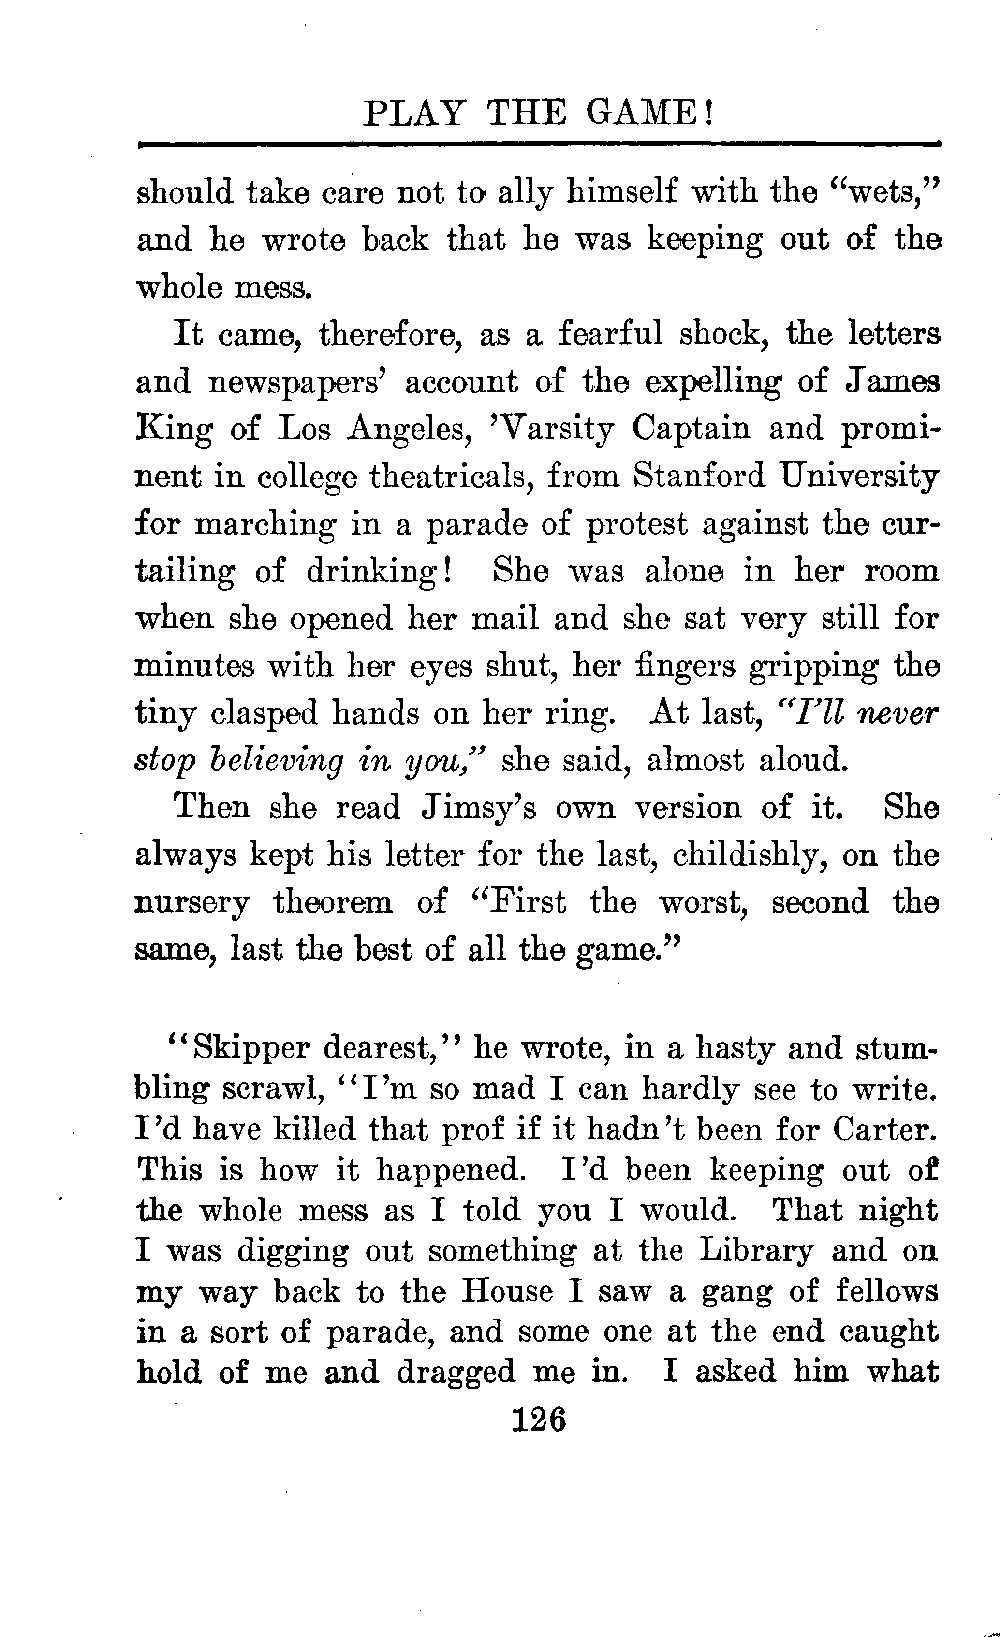 PLAY THE GAME!
should take care not to ally himself with the “wets,”
and he wrote back that he was keeping out of the
whole mess.
It came, therefore, as a fearful shock, the letters
and newspapers’ account of the expelling of James
King of Los Angeles, ’Varsity Captain and promi-
nent in college theatricals, from Stanford University
for marching in a parade of protest against the cur-
tailing of drinking! She was alone in her room
when she opened her mail and she sat very still for
minutes with her eyes shut, her fingers gripping the
tiny clasped hands on her ring. At last, “I’ll never
stop believing in you,” she said, almost aloud.
Then she read Jimsy’s own version of it. She
always kept his letter for the last, childishly, on the
nursery theorem of “First the worst, second the
same, last the best of all the game.”
“Skipper dearest,” he wrote, in a hasty and stum-
bling scrawl, “I’m so mad I can hardly see to write.
I’d have killed that prof if it hadn’t been for Carter.
This is how it happened. I’d been keeping out of
the whole mess as I told you I would. That night
I was digging out something at the Library and on
my way back to the House I saw a gang of fellows
in a sort of parade, and some one at the end caught
hold of me and dragged me in. I asked him what
126